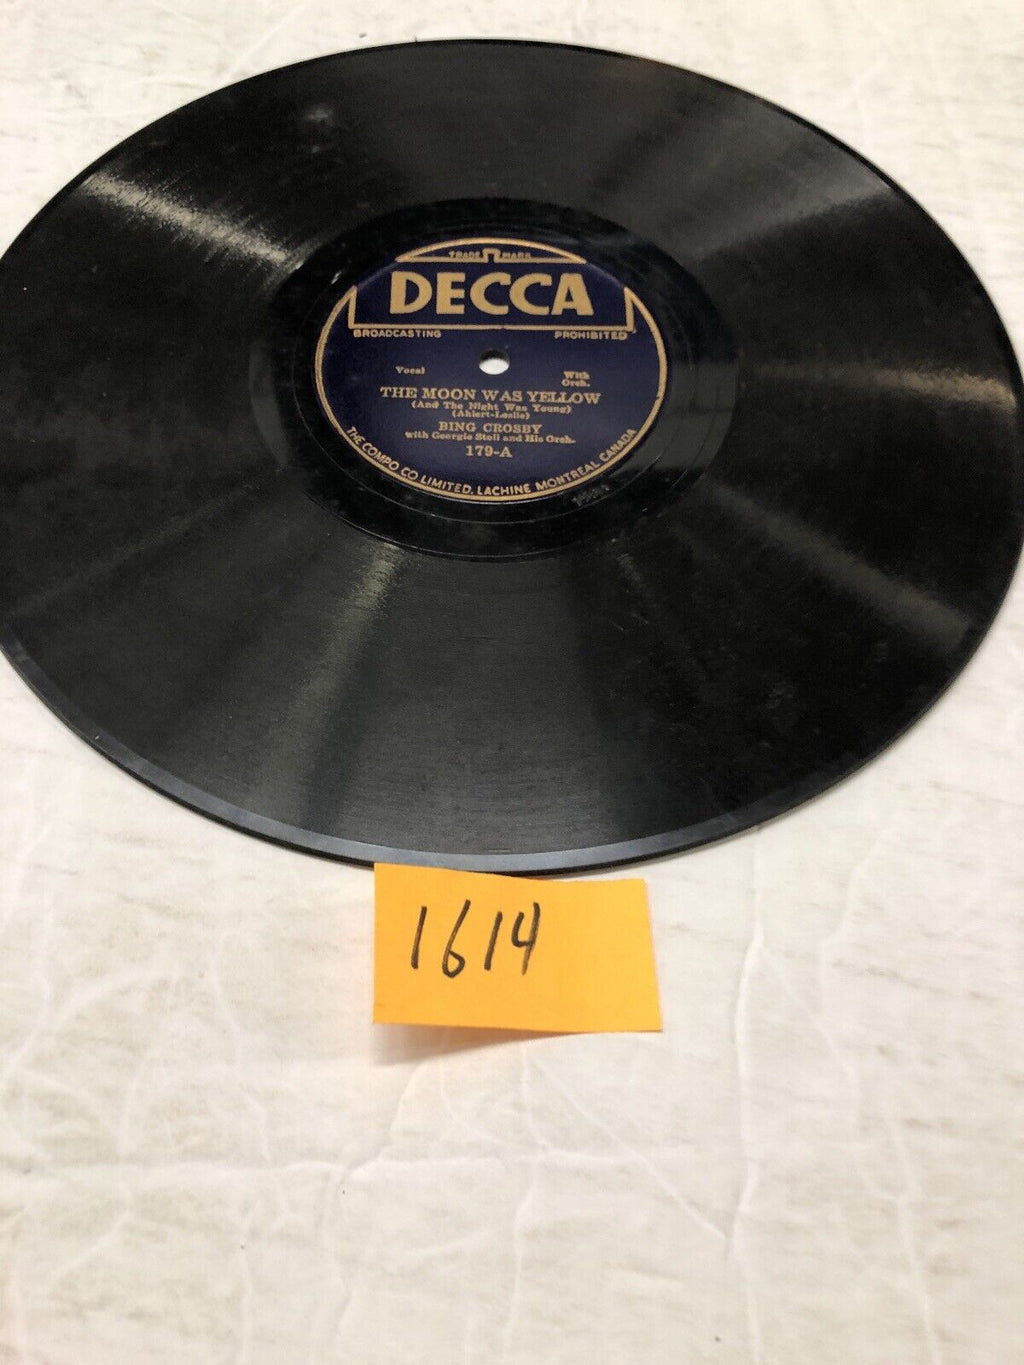 TRADE MARK
DECCA
BROADCASTING PROHIBITED
Vocal With Orch.
THE MOON WAS YELLOW
(And The Night Was Young)
(Ahlert-Leslie)
BING CROSBY
with Georgie Stoll and His Orch.
179-A
THE COMPO CO LIMITED, LACHINE MONTREAL CANADA
1614